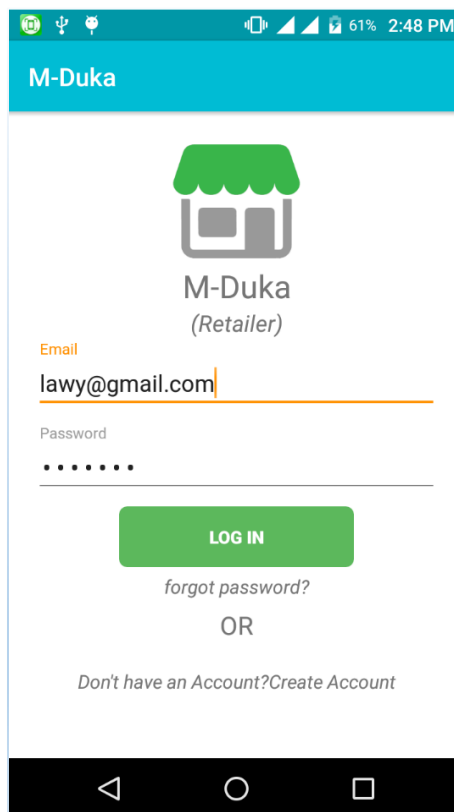 61% 2:48 PM
M-Duka
M-Duka
(Retailer)
Email
lawy@gmail.com
Password
•••••••
LOG IN
forgot password?
OR
Don't have an Account?Create Account